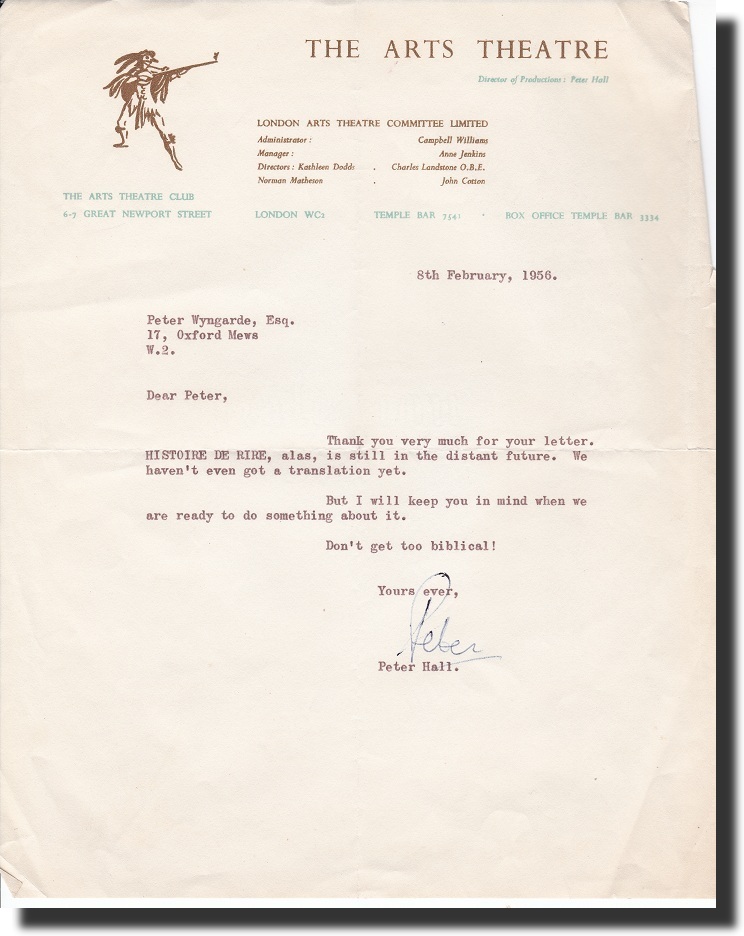 THE ARTS THEATRE
Director of Productions: Peter Hall
LONDON ARTS THEATRE COMMITTEE LIMITED
Administrator: Campbell Williams
Manager: Anne Jenkins
Directors: Kathleen Dodds . Charles Landstone O.B.E.
Norman Matheson . John Cotton
THE ARTS THEATRE CLUB
6-7 GREAT NEWPORT STREET LONDON WC2 TEMPLE BAR 7541 · BOX OFFICE TEMPLE BAR 3334
8th February, 1956.
Peter Wyngarde, Esq.
17, Oxford Mews
W.2.
Dear Peter,
Thank you very much for your letter.
HISTOIRE DE RIRE, alas, is still in the distant future. We
haven't even got a translation yet.
But I will keep you in mind when we
are ready to do something about it.
Don't get too biblical!
Yours ever,
Peter
Peter Hall.